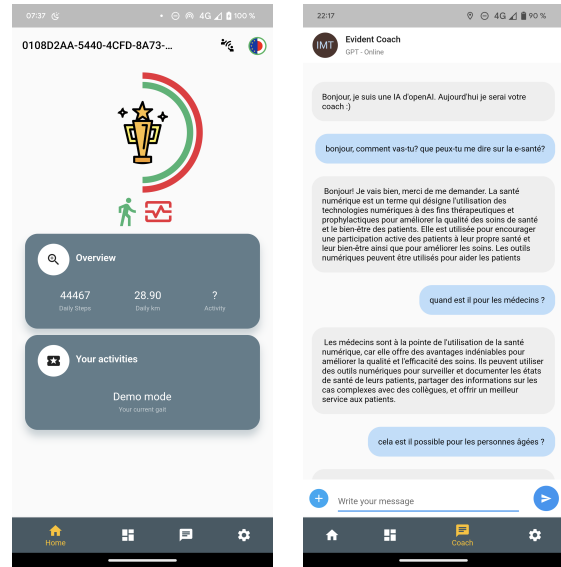 07:37
4G
100 %
0108D2AA-5440-4CFD-8A73-...
Overview
44467
28.90
?
Daily Steps
Daily km
Activity
Your activities
Demo mode
Your current gait
Home
22:17
4G
90 %
IMT
Evident Coach
GPT - Online
Bonjour, je suis une IA d'openAI. Aujourd'hui je serai votre
coach :)
bonjour, comment vas-tu? que peux-tu me dire sur la e-santé?
Bonjour! Je vais bien, merci de me demander. La santé
numérique est un terme qui désigne l'utilisation des
technologies numériques à des fins thérapeutiques et
prophylactiques pour améliorer la qualité des soins de santé
et le bien-être des patients. Elle est utilisée pour encourager
une participation active des patients à leur propre santé et
leur bien-être ainsi que pour améliorer les soins. Les outils
numériques peuvent être utilisés pour aider les patients
quand est il pour les médecins ?
Les médecins sont à la pointe de l'utilisation de la santé
numérique, car elle offre des avantages indéniables pour
améliorer la qualité et l'efficacité des soins. Ils peuvent utiliser
des outils numériques pour surveiller et documenter les états
de santé de leurs patients, partager des informations sur les
cas complexes avec des collègues, et offrir un meilleur
service aux patients.
cela est il possible pour les personnes âgées ?
Write your message
Coach